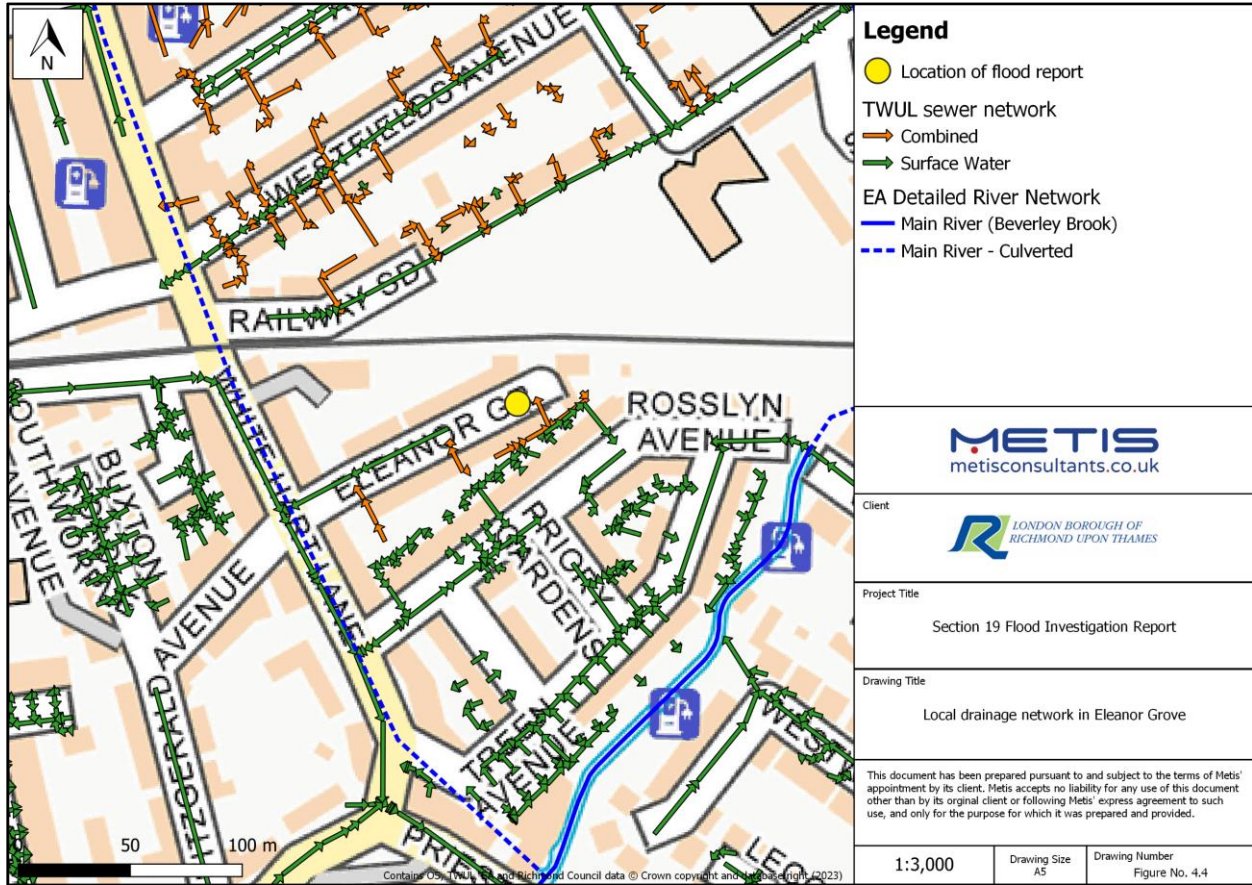 N
WESTFIELDS AVENUE
RAILWAY SD
WHITE HART LANE
ELEANOR GR
ROSSLYN
AVENUE
PRIORY
GARDENS
BUXTON
SOUTHWORTH
AVENUE
FITZGERALD AVENUE
TREEN
AVENUE
WEST
PRIES
LEO
50
100 m
Contains OS, TWUL, EA and Richmond Council data © Crown copyright and database right (2023)
Legend
Location of flood report
TWUL sewer network
Combined
Surface Water
EA Detailed River Network
Main River (Beverley Brook)
Main River - Culverted
METIS
metisconsultants.co.uk
Client
LONDON BOROUGH OF
RICHMOND UPON THAMES
Project Title
Section 19 Flood Investigation Report
Drawing Title
Local drainage network in Eleanor Grove
This document has been prepared pursuant to and subject to the terms of Metis'
appointment by its client. Metis accepts no liability for any use of this document
other than by its orginal client or following Metis' express agreement to such
use, and only for the purpose for which it was prepared and provided.
1:3,000
Drawing Size
A5
Drawing Number
Figure No. 4.4